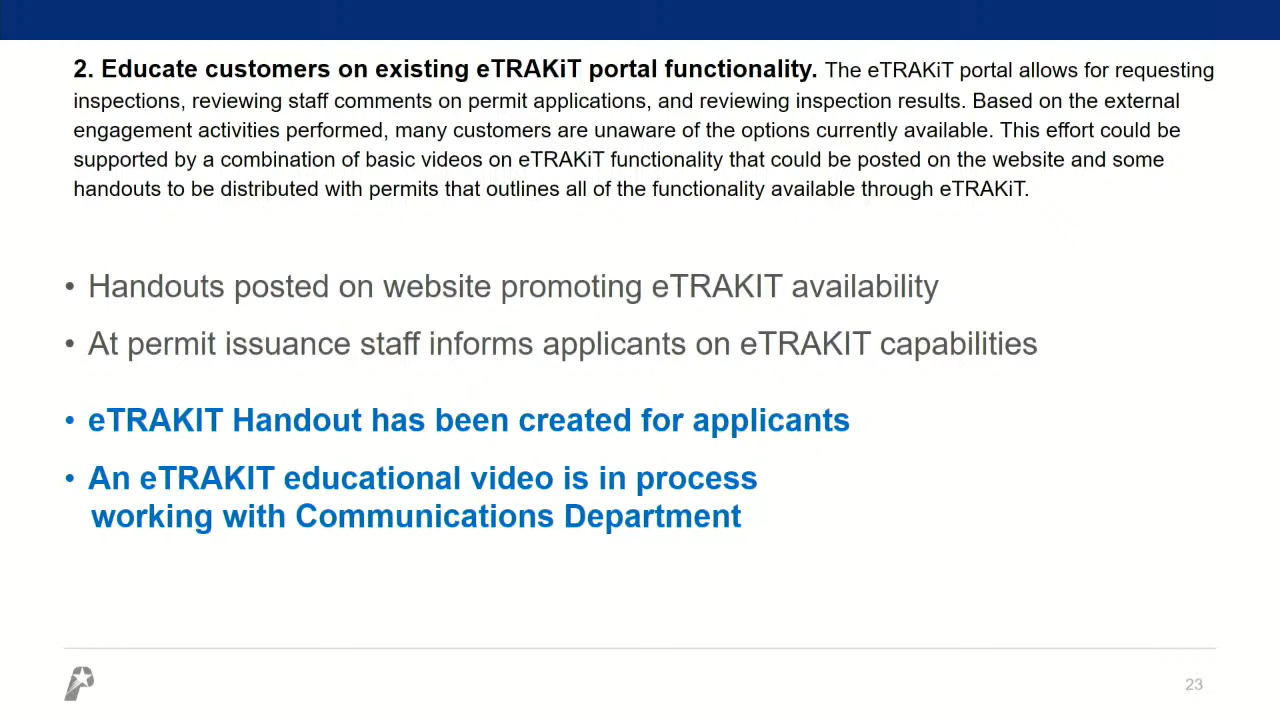 2. Educate customers on existing eTRAKiT portal functionality. The eTRAKiT portal allows for requesting
inspections, reviewing staff comments on permit applications, and reviewing inspection results. Based on the external
engagement activities performed, many customers are unaware of the options currently available. This effort could be
supported by a combination of basic videos on eTRAKiT functionality that could be posted on the website and some
handouts to be distributed with permits that outlines all of the functionality available through eTRAKiT.
• Handouts posted on website promoting eTRAKIT availability
• At permit issuance staff informs applicants on eTRAKIT capabilities
• eTRAKIT Handout has been created for applicants
• An eTRAKIT educational video is in process
working with Communications Department
23